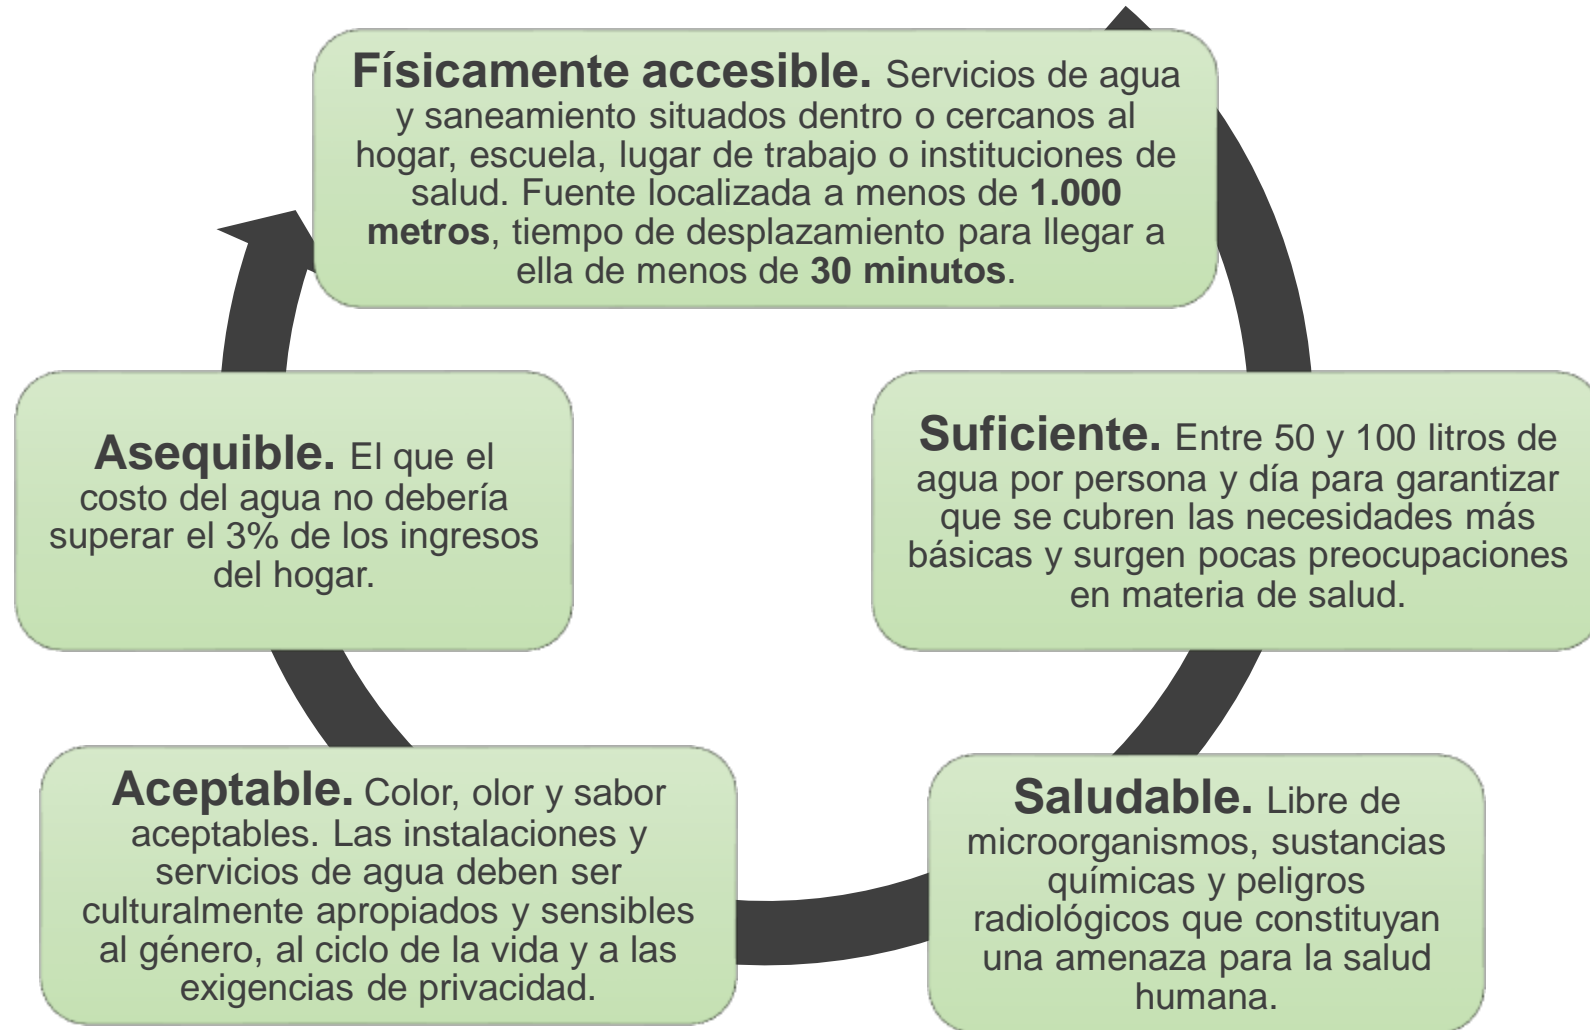 Físicamente accesible. Servicios de agua
y saneamiento situados dentro o cercanos al
hogar, escuela, lugar de trabajo o instituciones de
salud. Fuente localizada a menos de 1.000
metros, tiempo de desplazamiento para llegar a
ella de menos de 30 minutos.
Suficiente. Entre 50 y 100 litros de
agua por persona y día para garantizar
que se cubren las necesidades más
básicas y surgen pocas preocupaciones
en materia de salud.
Saludable. Libre de
microorganismos, sustancias
químicas y peligros
radiológicos que constituyan
una amenaza para la salud
humana.
Aceptable. Color, olor y sabor
aceptables. Las instalaciones y
servicios de agua deben ser
culturalmente apropiados y sensibles
al género, al ciclo de la vida y a las
exigencias de privacidad.
Asequible. El que el
costo del agua no debería
superar el 3% de los ingresos
del hogar.